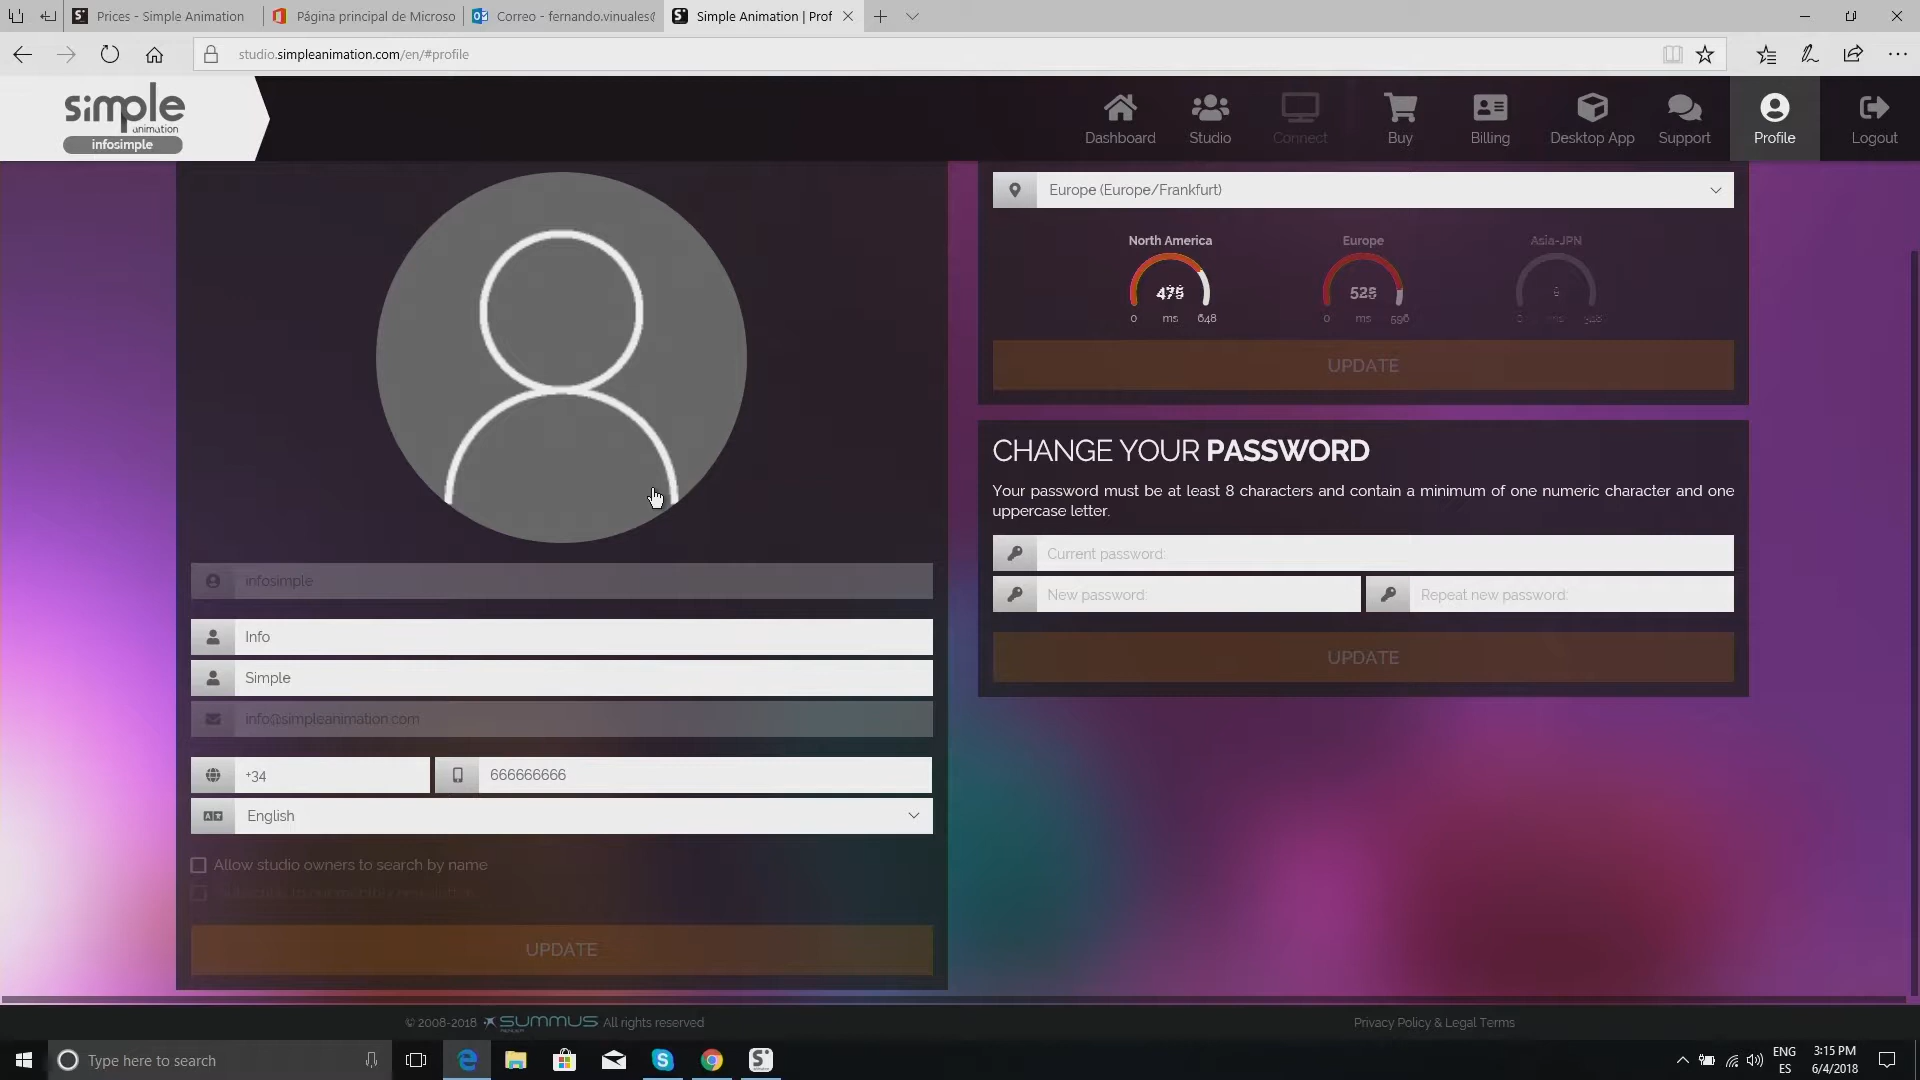 Prices - Simple Animation
Página principal de Microso
Correo - fernando.vinuales@
Simple Animation | Prof
studio.simpleanimation.com/en/#profile
simple
animation
infosimple
Dashboard
Studio
Connect
Buy
Billing
Desktop App
Support
Profile
Logout
infosimple
Info
Simple
info@simpleanimation.com
+34
666666666
English
Allow studio owners to search by name
UPDATE
Europe (Europe/Frankfurt)
North America
Europe
Asia-JPN
0 ms 648
0 ms 596
UPDATE
CHANGE YOUR PASSWORD
Your password must be at least 8 characters and contain a minimum of one numeric character and one
uppercase letter.
Current password:
New password:
Repeat new password:
UPDATE
© 2008-2018 SUMMUS All rights reserved
Privacy Policy & Legal Terms
Type here to search
ENG
ES
3:15 PM
6/4/2018